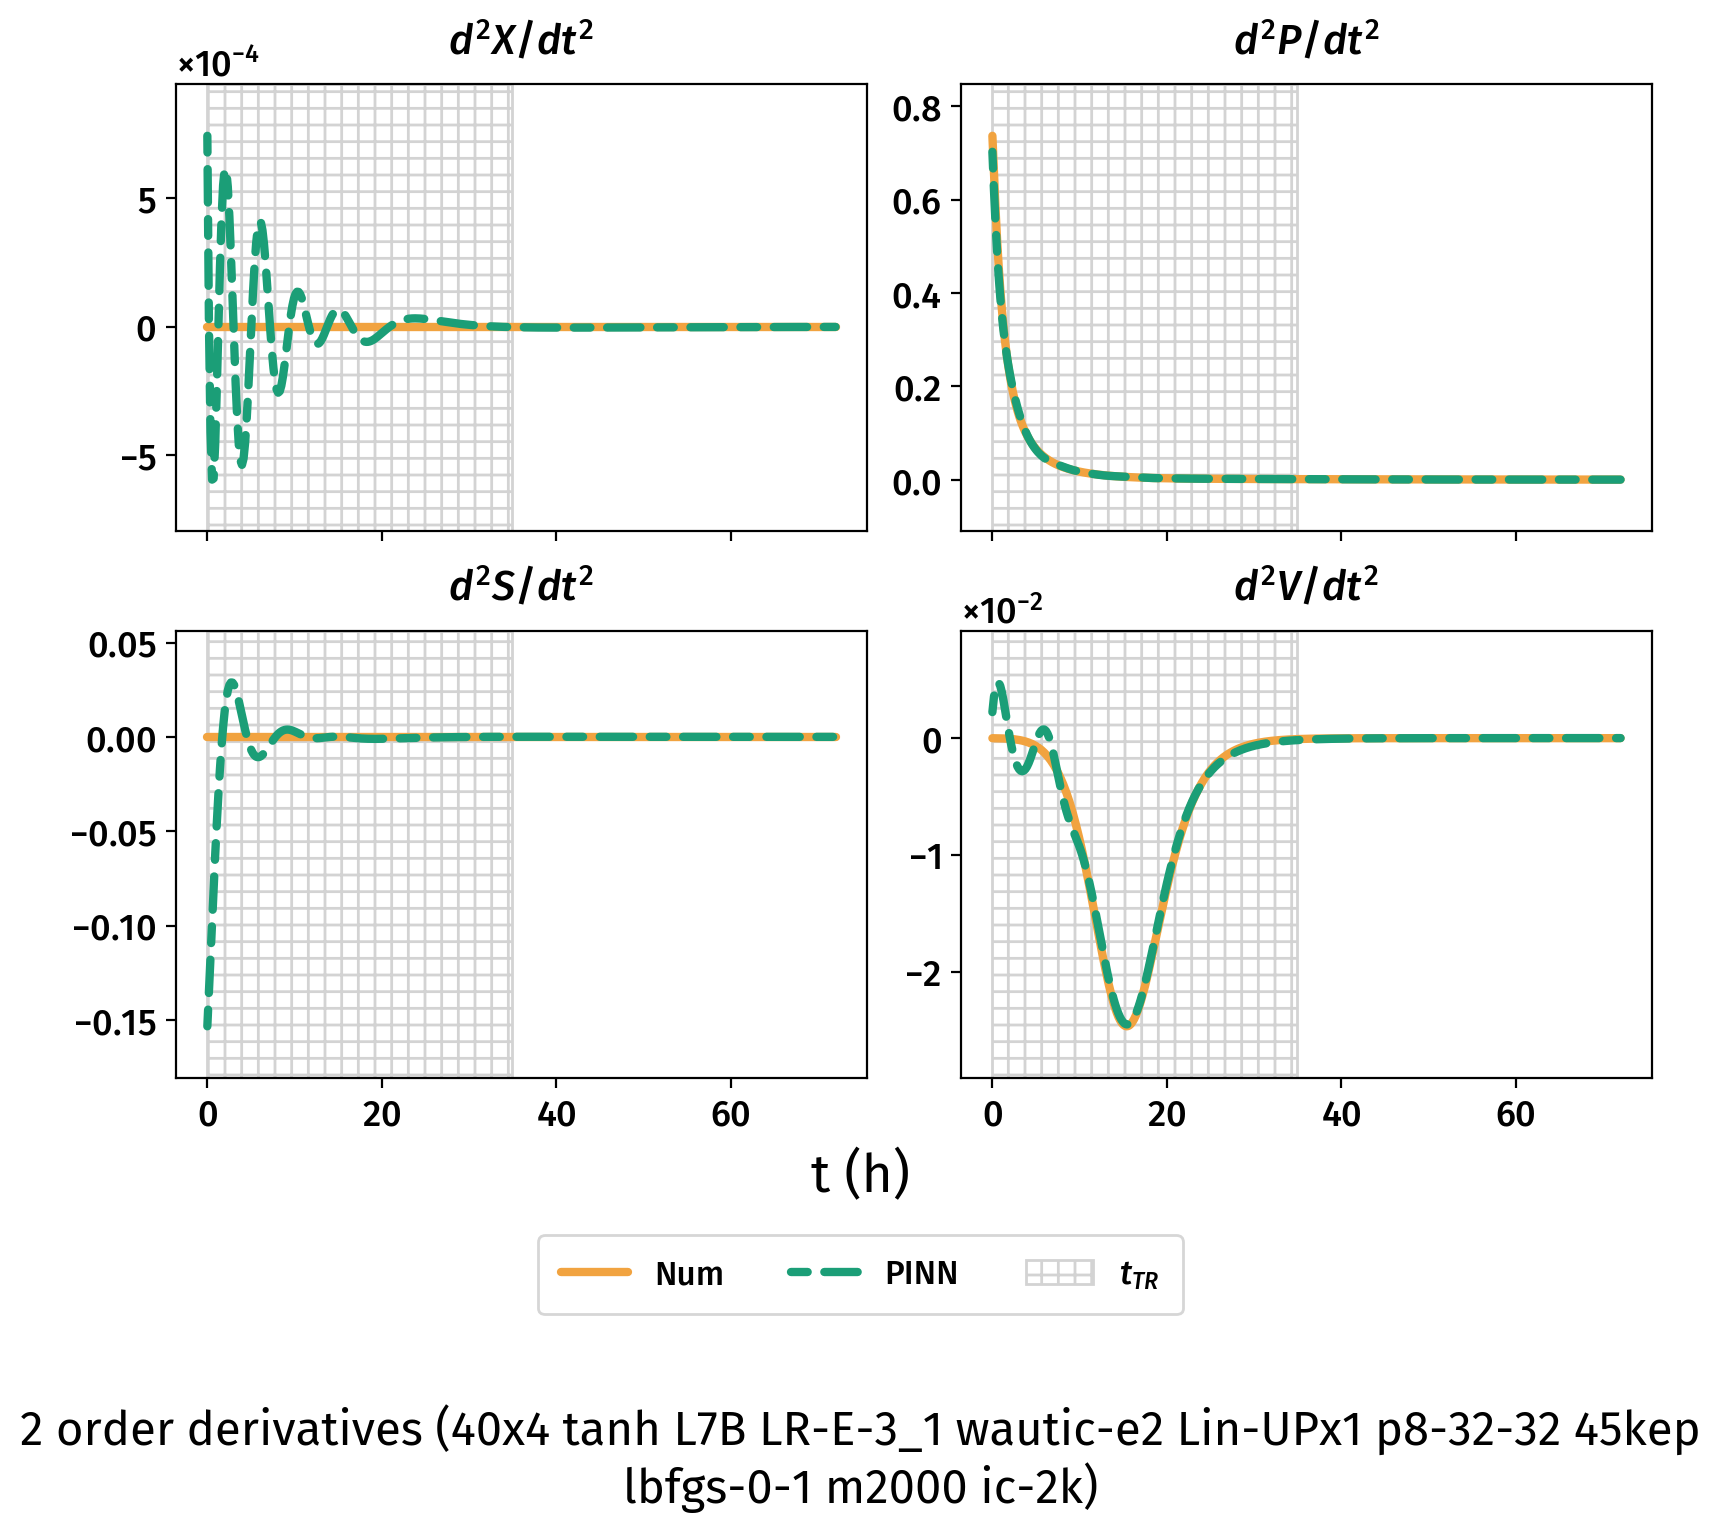 d²X/dt²
×10⁻⁴
5
0
−5
d²P/dt²
0.8
0.6
0.4
0.2
0.0
d²S/dt²
0.05
0.00
−0.05
−0.10
−0.15
0 20 40 60
d²V/dt²
×10⁻²
0
−1
−2
0 20 40 60
t (h)
Num PINN t_TR
2 order derivatives (40x4 tanh L7B LR-E-3_1 wautic-e2 Lin-UPx1 p8-32-32 45kep
lbfgs-0-1 m2000 ic-2k)